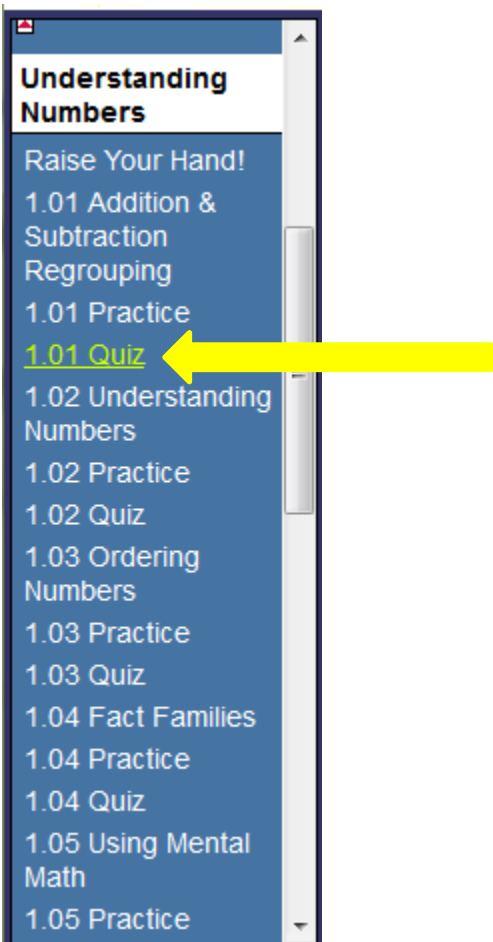 Understanding
Numbers
Raise Your Hand!
1.01 Addition &
Subtraction
Regrouping
1.01 Practice
1.01 Quiz
1.02 Understanding
Numbers
1.02 Practice
1.02 Quiz
1.03 Ordering
Numbers
1.03 Practice
1.03 Quiz
1.04 Fact Families
1.04 Practice
1.04 Quiz
1.05 Using Mental
Math
1.05 Practice